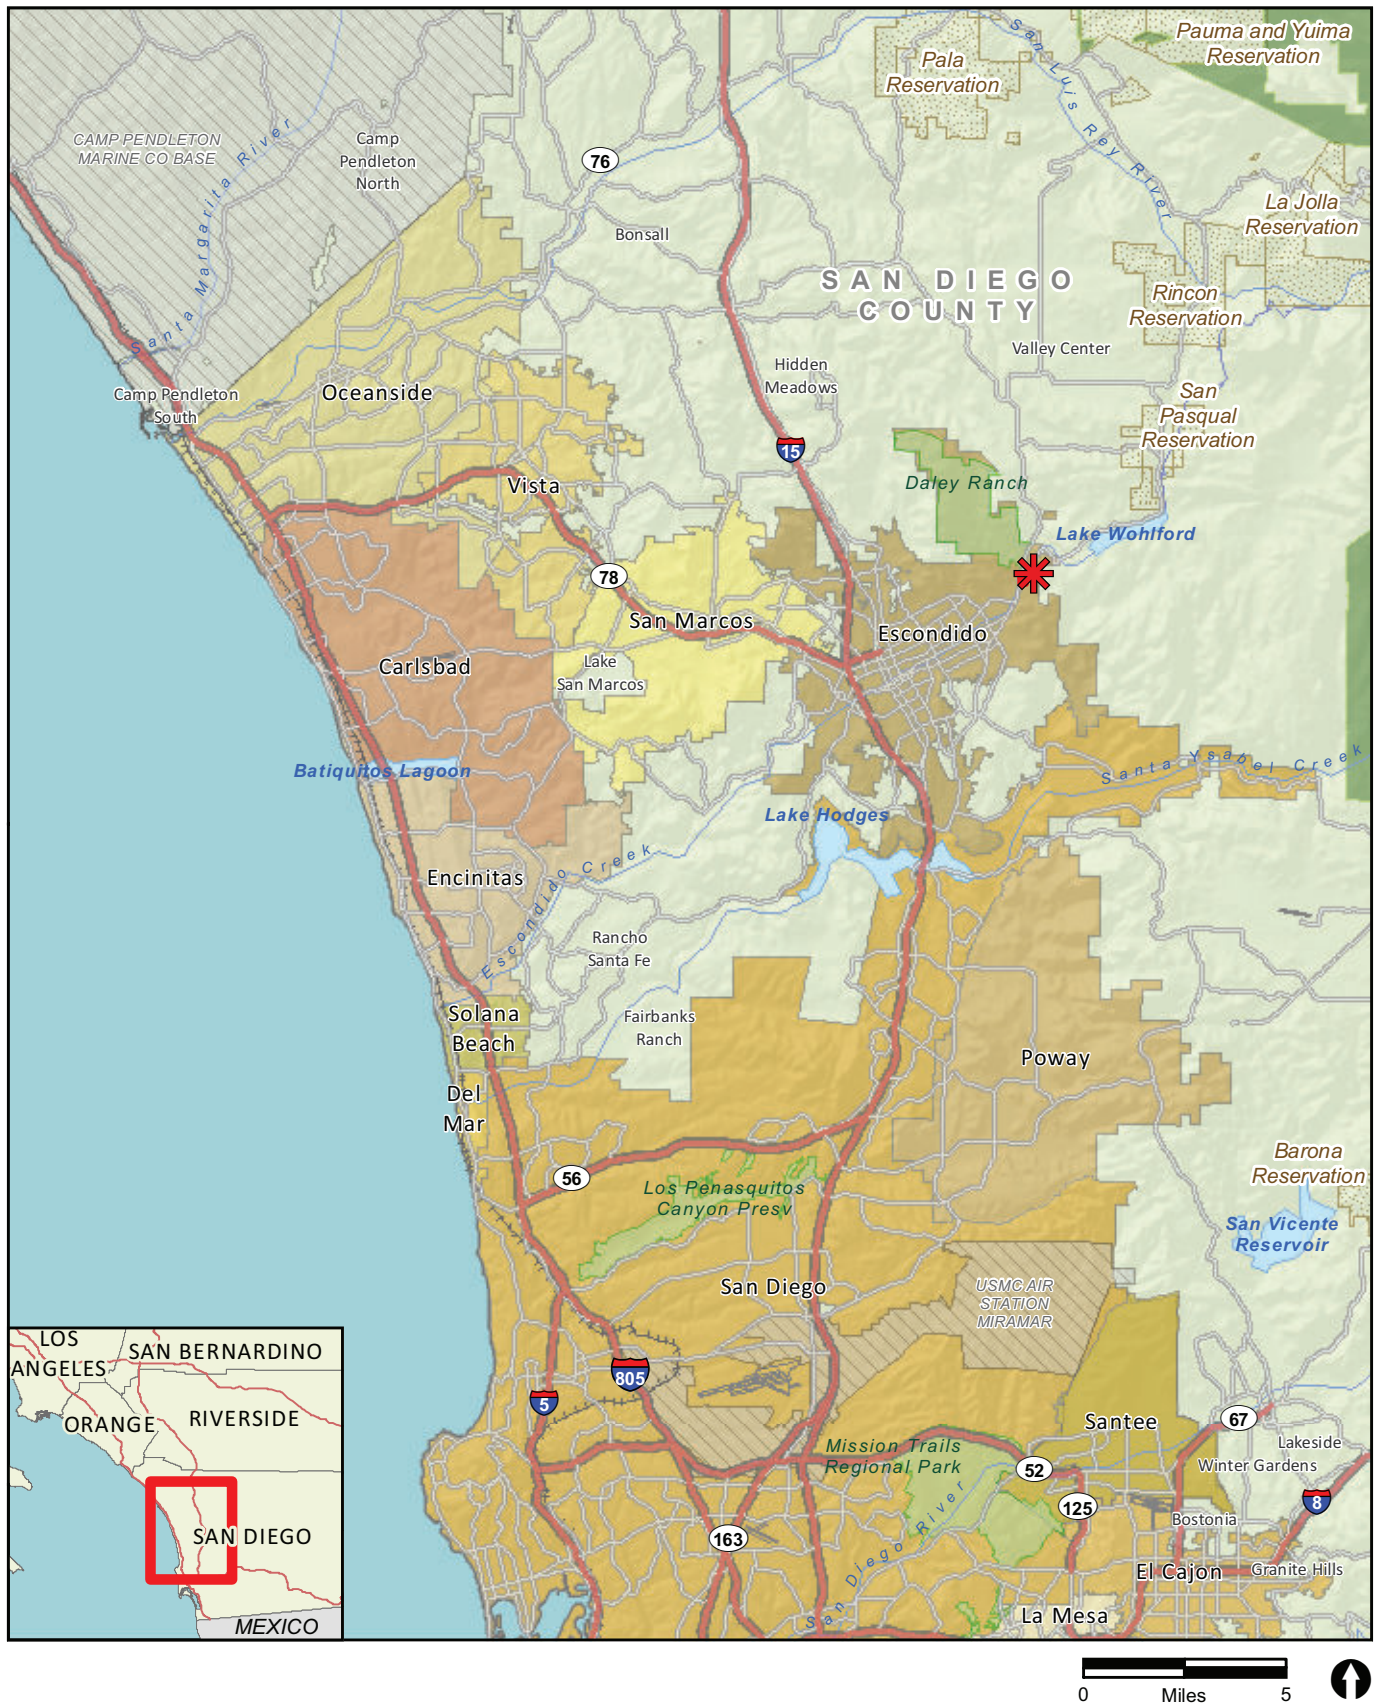 Pauma and Yuima
Reservation
Pala
Reservation
San Luis Rey River
CAMP PENDLETON
MARINE CO BASE
Camp
Pendleton
North
Santa Margarita River
76
La Jolla
Reservation
Bonsall
SAN DIEGO
COUNTY
Rincon
Reservation
Valley Center
Hidden
Meadows
Camp Pendleton
South
Oceanside
San
Pasqual
Reservation
15
Daley Ranch
Vista
Lake Wohlford
78
San Marcos
Escondido
Carlsbad
Lake
San Marcos
Batiquitos Lagoon
Santa Ysabel Creek
Lake Hodges
Encinitas
Escondido Creek
Rancho
Santa Fe
Solana
Beach
Fairbanks
Ranch
Poway
Del
Mar
Barona
Reservation
56
Los Penasquitos
Canyon Presv
San Vicente
Reservoir
San Diego
USMC AIR
STATION
MIRAMAR
805
5
Santee
67
Mission Trails
Regional Park
Lakeside
Winter Gardens
52
125
8
Bostonia
163
San Diego River
El Cajon
Granite Hills
La Mesa
LOS
ANGELES
SAN BERNARDINO
ORANGE
RIVERSIDE
SAN DIEGO
MEXICO
0 Miles 5